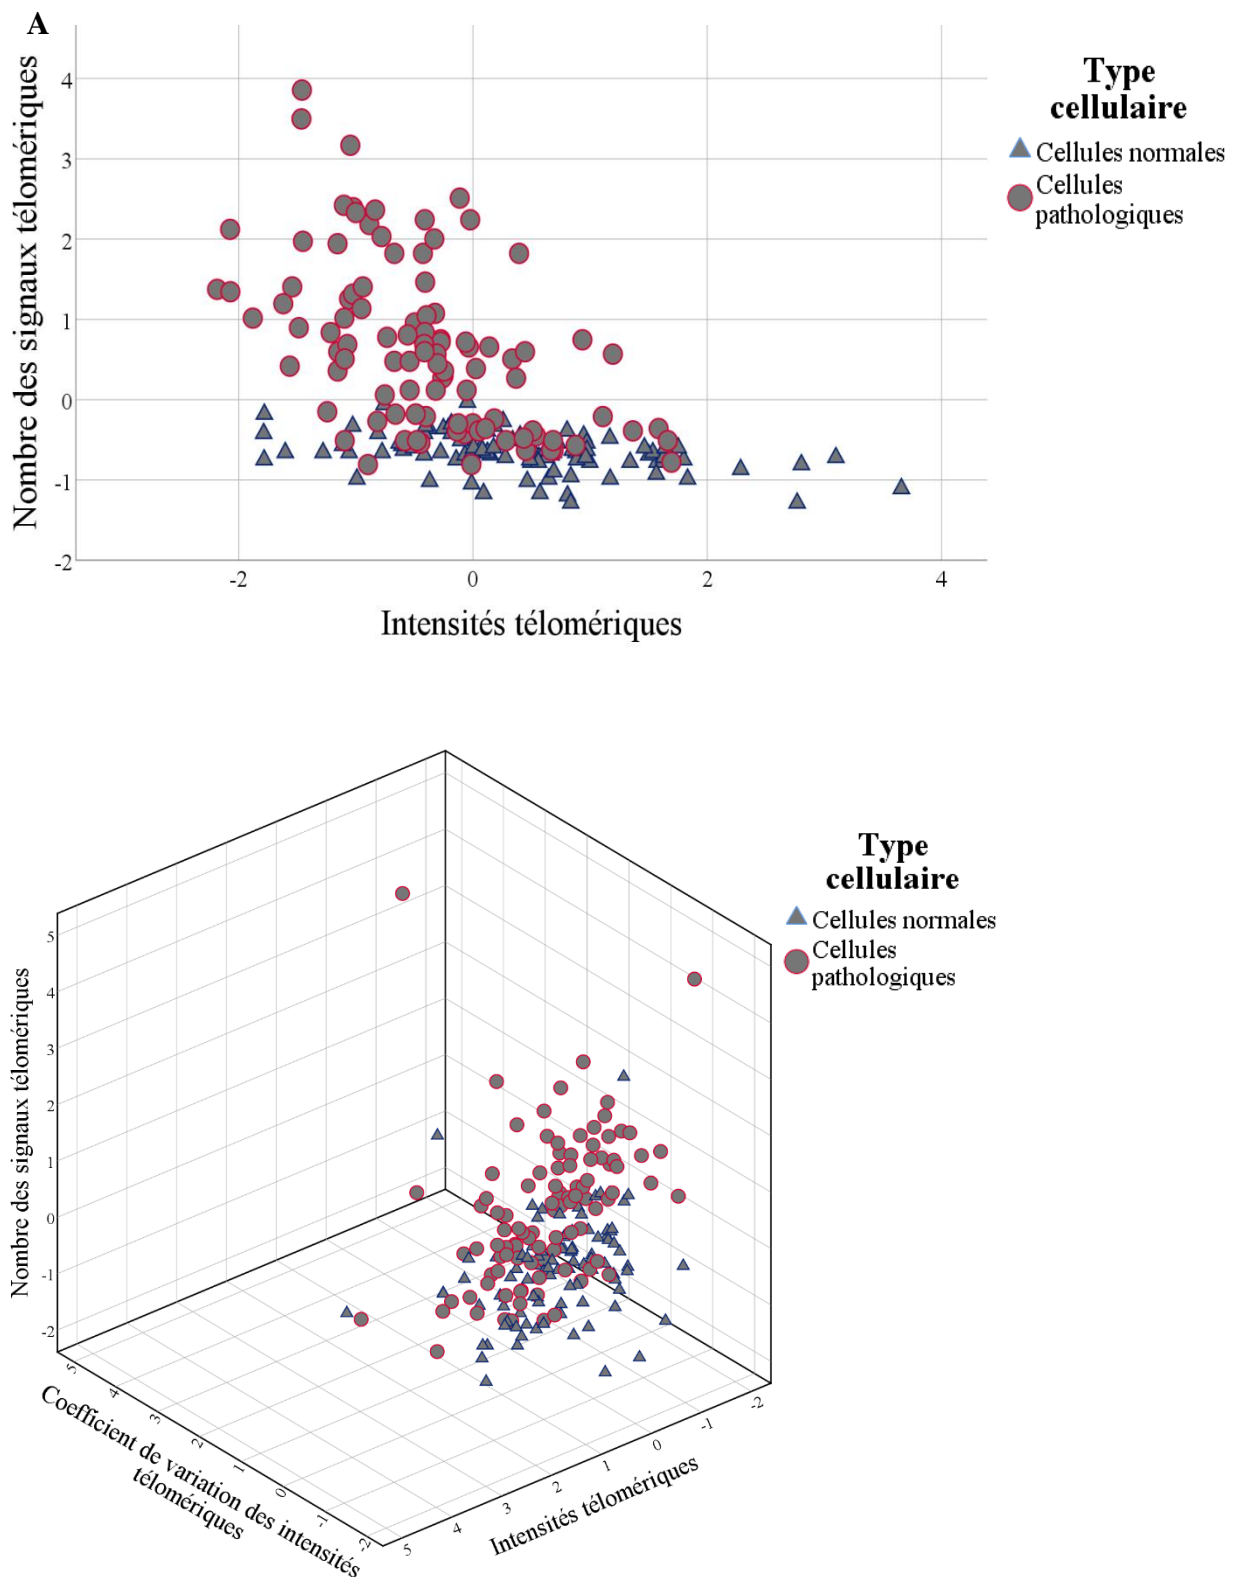 A
Nombre des signaux télomériques
4
3
2
1
0
-1
-2
-2
0
2
4
Intensités télomériques
Type
cellulaire
Cellules normales
Cellules
pathologiques
Nombre des signaux télomériques
5
4
3
2
1
0
-1
-2
5
4
3
2
1
0
-1
-2
Coefficient de variation des intensités
télomériques
5
4
3
2
1
0
-1
-2
Intensités télomériques
Type
cellulaire
Cellules normales
Cellules
pathologiques